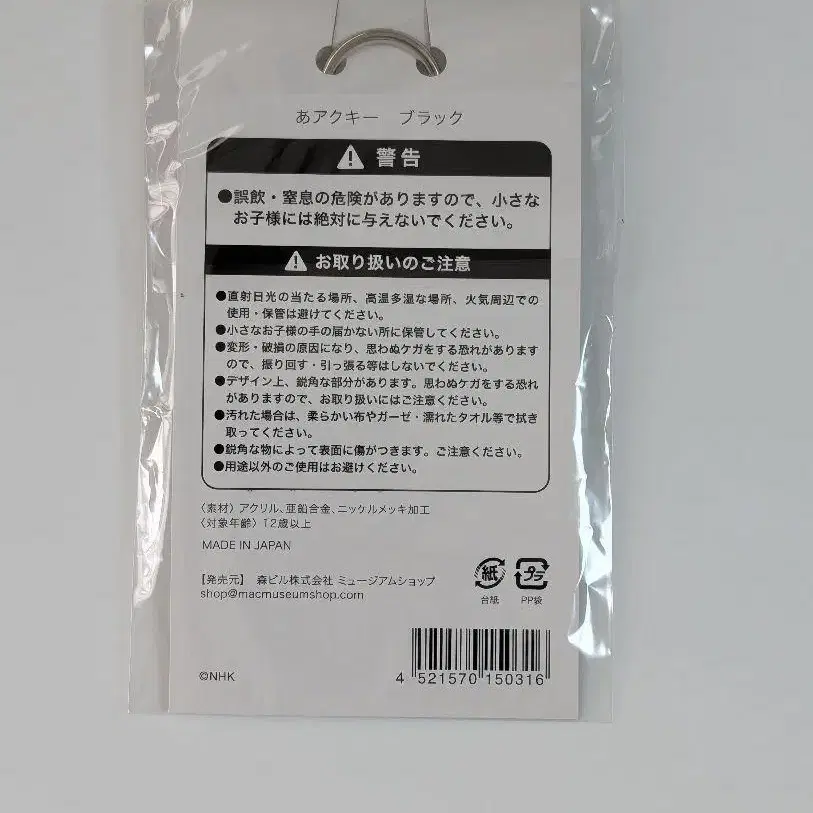 あアクキー　ブラック
警告
●誤飲・窒息の危険がありますので、小さな
お子様には絶対に与えないでください。
お取り扱いのご注意
●直射日光の当たる場所、高温多湿な場所、火気周辺での
使用・保管は避けてください。
●小さなお子様の手の届かない所に保管してください。
●変形・破損の原因になり、思わぬケガをする恐れがあります
ので、振り回す・引っ張る等はしないでください。
●デザイン上、鋭角な部分があります。思わぬケガをする恐れ
がありますので、お取り扱いにはご注意ください。
●汚れた場合は、柔らかい布やガーゼ・濡れたタオル等で拭き
取ってください。
●鋭角な物によって表面に傷がつきます。ご注意ください。
●用途以外のご使用はお避けください。
〈素材〉アクリル、亜鉛合金、ニッケルメッキ加工
〈対象年齢〉12歳以上
MADE IN JAPAN
【発売元】　森ビル株式会社 ミュージアムショップ
shop@macmuseumshop.com
紙 プラ
台紙 PP袋
©NHK
4 521570 150316